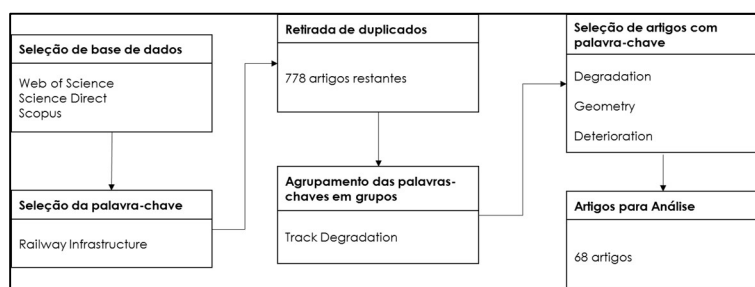 Seleção de base de dados
Web of Science
Science Direct
Scopus
Seleção da palavra-chave
Railway Infrastructure
Retirada de duplicados
778 artigos restantes
Agrupamento das palavras-
chaves em grupos
Track Degradation
Seleção de artigos com
palavra-chave
Degradation
Geometry
Deterioration
Artigos para Análise
68 artigos